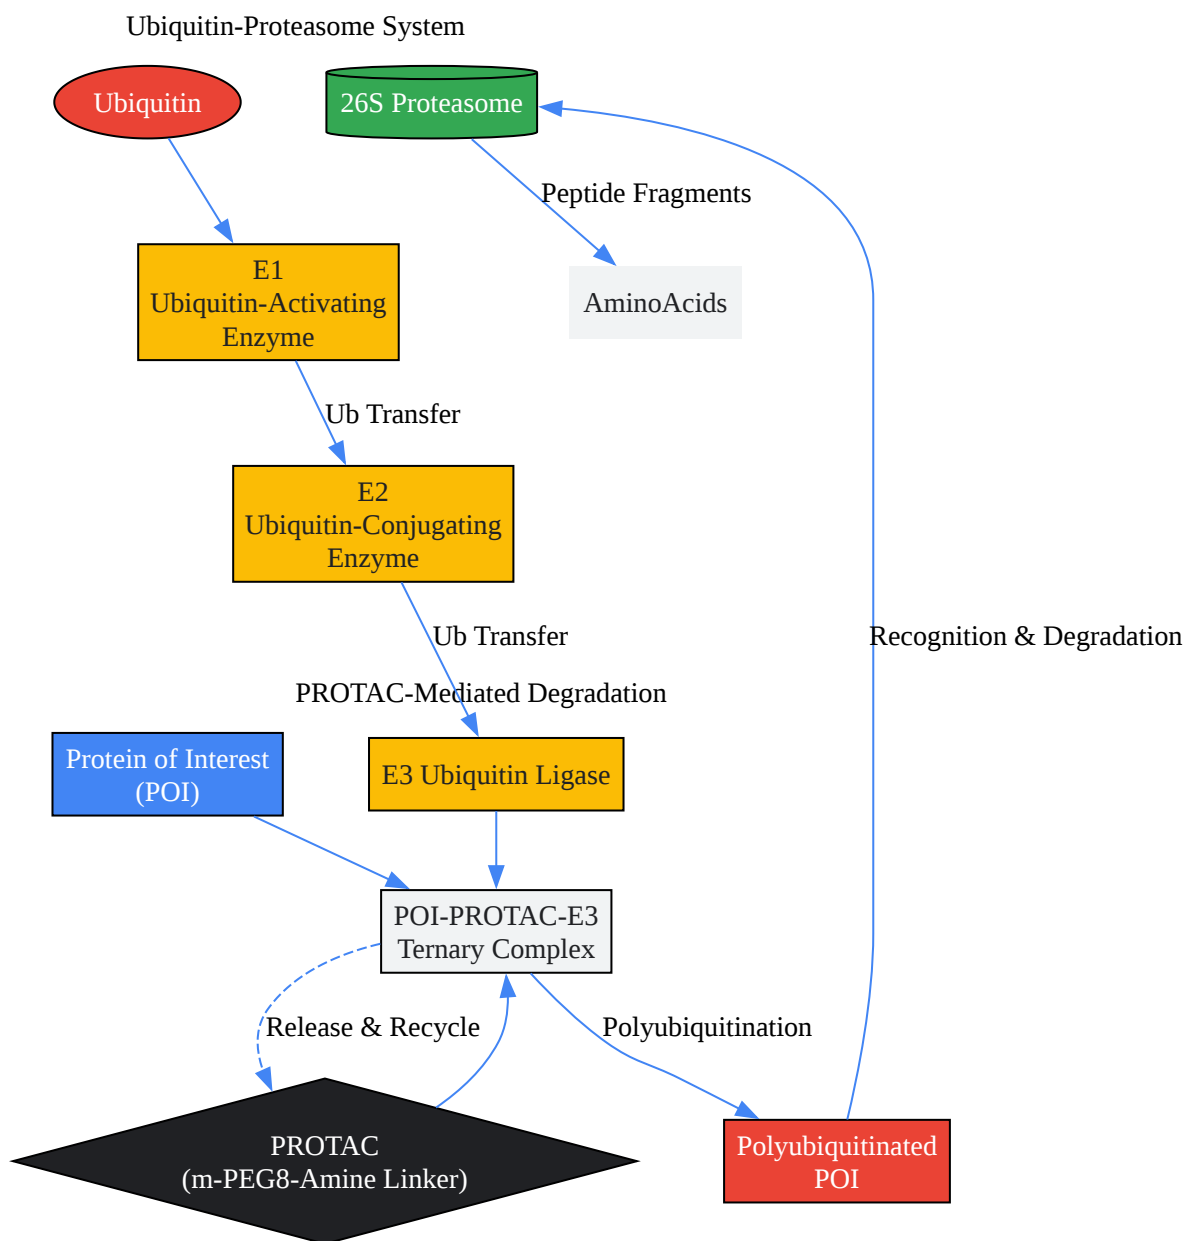 Ubiquitin-Proteasome System
Ubiquitin
26S Proteasome
Peptide Fragments
E1
Ubiquitin-Activating
Enzyme
AminoAcids
Ub Transfer
E2
Ubiquitin-Conjugating
Enzyme
Ub Transfer
Recognition & Degradation
PROTAC-Mediated Degradation
Protein of Interest
(POI)
E3 Ubiquitin Ligase
POI-PROTAC-E3
Ternary Complex
Release & Recycle
Polyubiquitination
PROTAC
(m-PEG8-Amine Linker)
Polyubiquitinated
POI